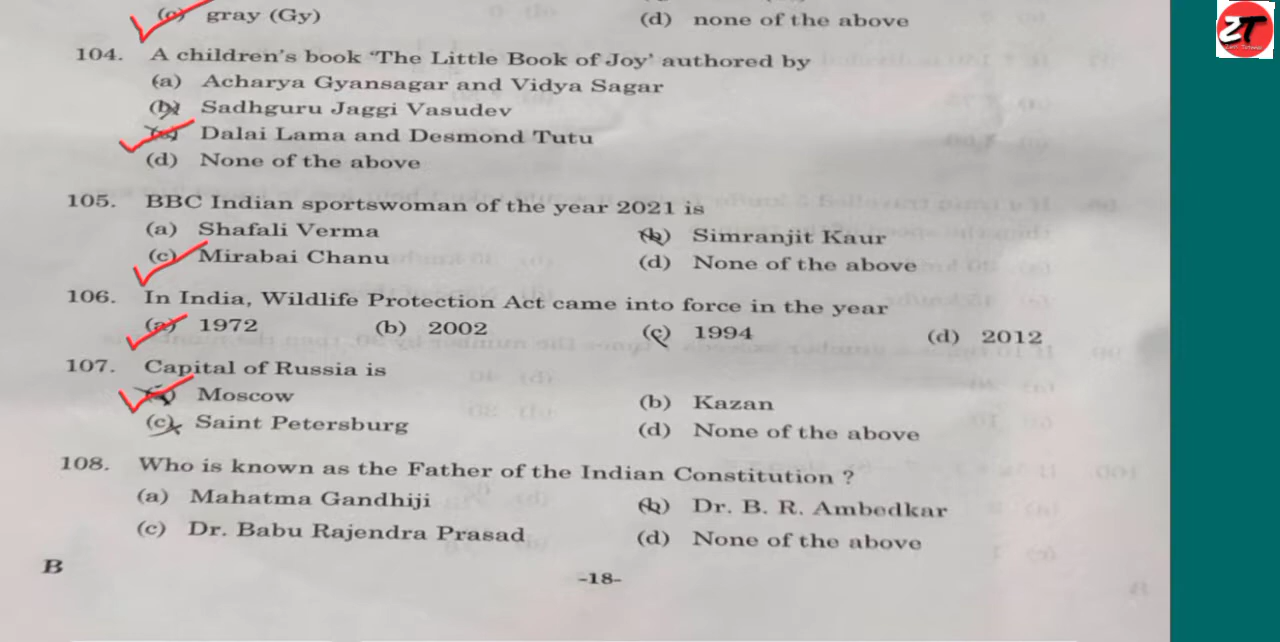 (c) gray (Gy) (d) none of the above
104. A children's book 'The Little Book of Joy' authored by
(a) Acharya Gyansagar and Vidya Sagar
(b) Sadhguru Jaggi Vasudev
(c) Dalai Lama and Desmond Tutu
(d) None of the above
105. BBC Indian sportswoman of the year 2021 is
(a) Shafali Verma (b) Simranjit Kaur
(c) Mirabai Chanu (d) None of the above
106. In India, Wildlife Protection Act came into force in the year
(a) 1972 (b) 2002 (c) 1994 (d) 2012
107. Capital of Russia is
(a) Moscow (b) Kazan
(c) Saint Petersburg (d) None of the above
108. Who is known as the Father of the Indian Constitution ?
(a) Mahatma Gandhiji (b) Dr. B. R. Ambedkar
(c) Dr. Babu Rajendra Prasad (d) None of the above
B
-18-
ZT